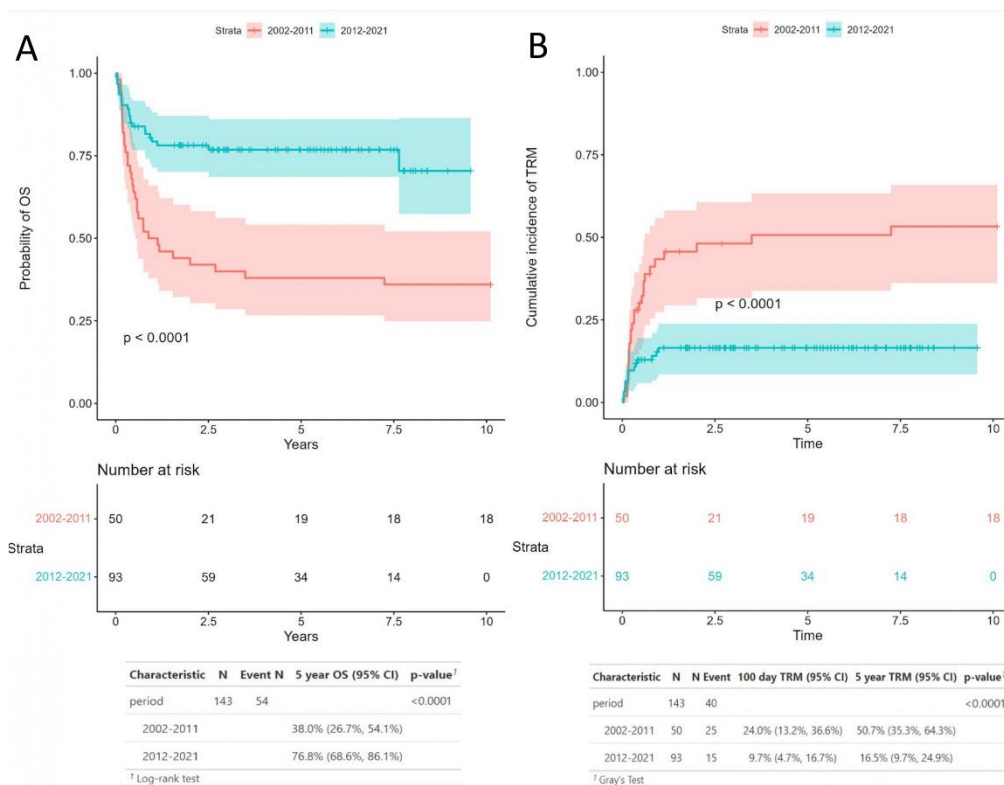 A
Strata 2002-2011 2012-2021
1.00
0.75
0.50
0.25
0.00
Probability of OS
p < 0.0001
0 2.5 5 7.5 10
Years
Number at risk
Strata
2002-2011 50 21 19 18 18
2012-2021 93 59 34 14 0
0 2.5 5 7.5 10
Years
Characteristic N Event N 5 year OS (95% CI) p-value1
period 143 54 <0.0001
2002-2011 38.0% (26.7%, 54.1%)
2012-2021 76.8% (68.6%, 86.1%)
1 Log-rank test
B
Strata 2002-2011 2012-2021
1.00
0.75
0.50
0.25
0.00
Cumulative incidence of TRM
p < 0.0001
0 2.5 5 7.5 10
Time
Number at risk
Strata
2002-2011 50 21 19 18 18
2012-2021 93 59 34 14 0
0 2.5 5 7.5 10
Time
Characteristic N N Event 100 day TRM (95% CI) 5 year TRM (95% CI) p-value1
period 143 40 <0.0001
2002-2011 50 25 24.0% (13.2%, 36.6%) 50.7% (35.3%, 64.3%)
2012-2021 93 15 9.7% (4.7%, 16.7%) 16.5% (9.7%, 24.9%)
1 Gray's Test